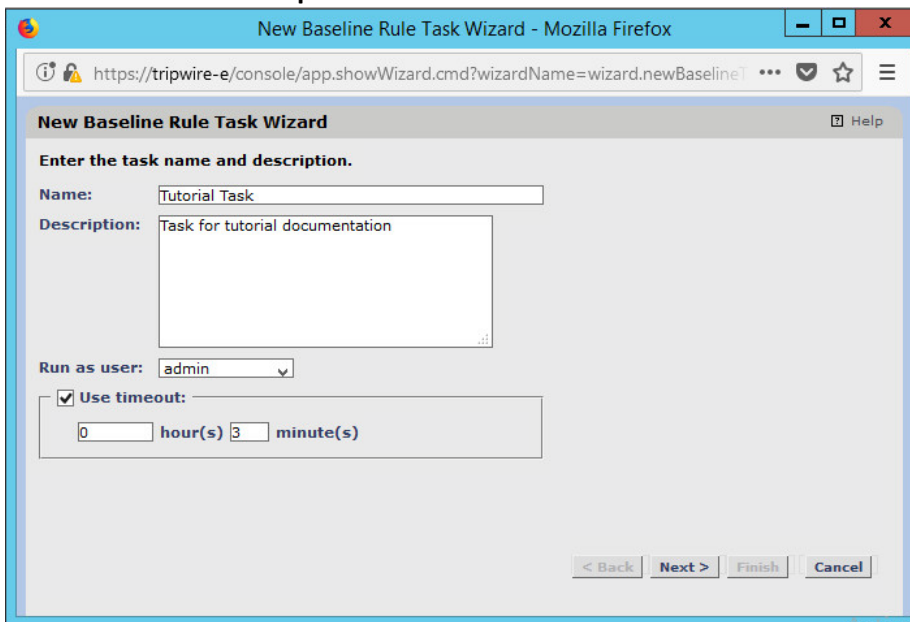 New Baseline Rule Task Wizard - Mozilla Firefox
https://tripwire-e/console/app.showWizard.cmd?wizardName=wizard.newBaseline
New Baseline Rule Task Wizard ? Help
Enter the task name and description.
Name: Tutorial Task
Description: Task for tutorial documentation
Run as user: admin
Use timeout:
0 hour(s) 3 minute(s)
< Back Next > Finish Cancel